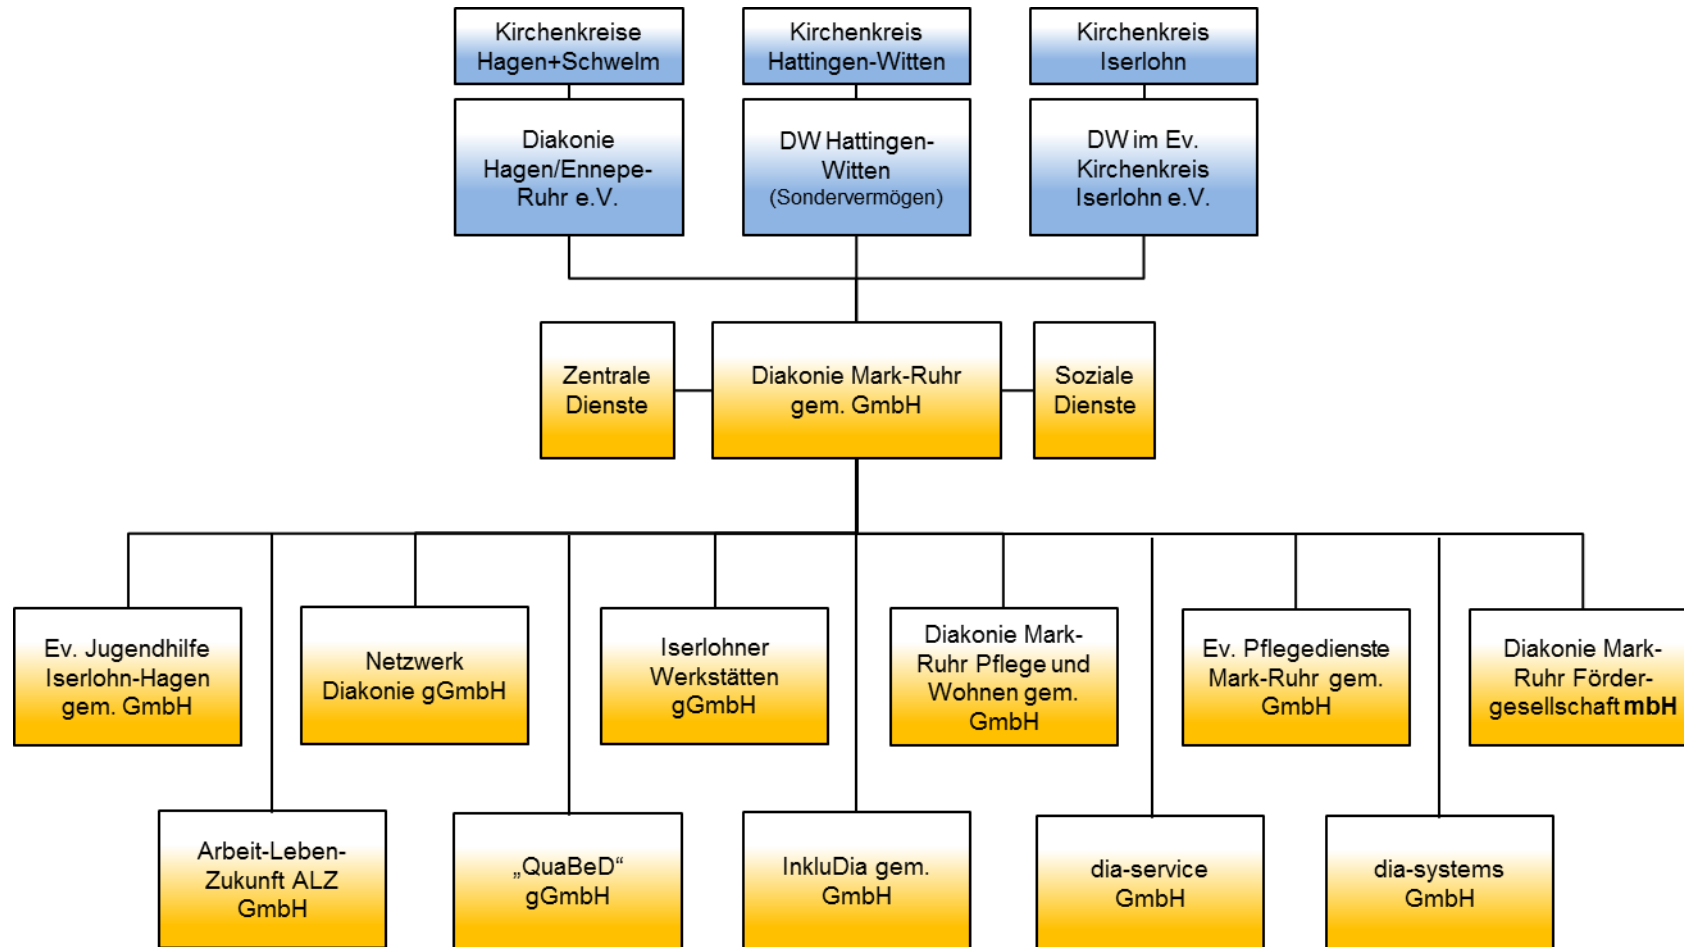 Kirchenkreise
Hagen+Schwelm
Kirchenkreis
Hattingen-Witten
Kirchenkreis
Iserlohn
Diakonie
Hagen/Ennepe-
Ruhr e.V.
DW Hattingen-
Witten
(Sondervermögen)
DW im Ev.
Kirchenkreis
Iserlohn e.V.
Zentrale
Dienste
Diakonie Mark-Ruhr
gem. GmbH
Soziale
Dienste
Ev. Jugendhilfe
Iserlohn-Hagen
gem. GmbH
Netzwerk
Diakonie gGmbH
Iserlohner
Werkstätten
gGmbH
Diakonie Mark-
Ruhr Pflege und
Wohnen gem.
GmbH
Ev. Pflegedienste
Mark-Ruhr gem.
GmbH
Diakonie Mark-
Ruhr Förder-
gesellschaft mbH
Arbeit-Leben-
Zukunft ALZ
GmbH
„QuaBeD“
gGmbH
InkluDia gem.
GmbH
dia-service
GmbH
dia-systems
GmbH